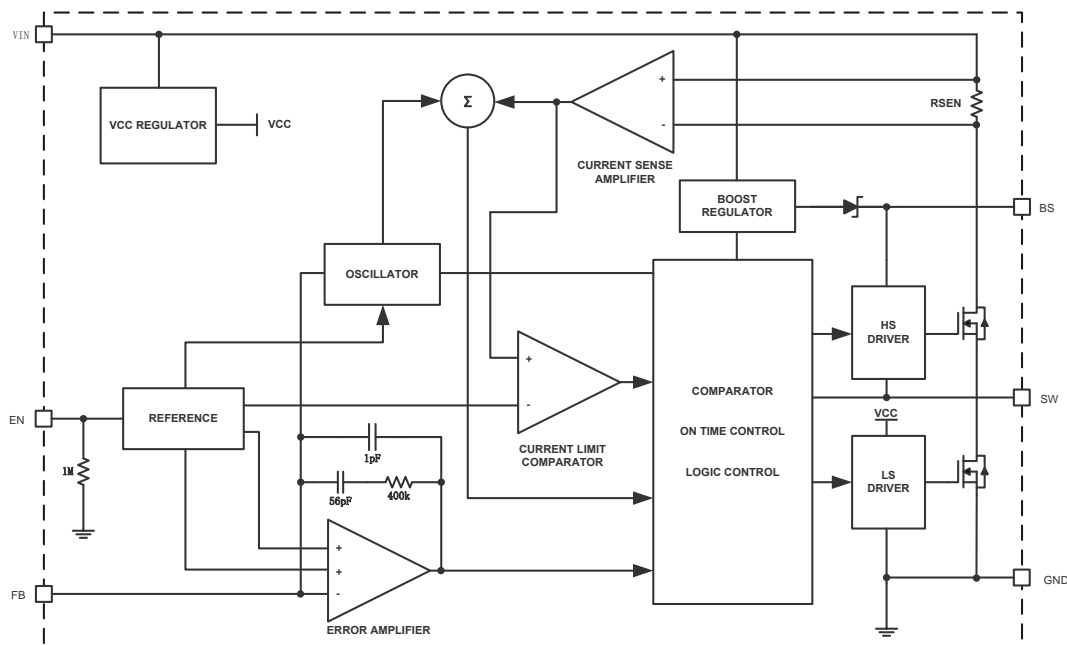 VIN
VCC REGULATOR
VCC
Σ
+
-
CURRENT SENSE
AMPLIFIER
RSEN
BOOST
REGULATOR
BS
OSCILLATOR
HS
DRIVER
+
-
CURRENT LIMIT
COMPARATOR
COMPARATOR
ON TIME CONTROL
LOGIC CONTROL
EN
REFERENCE
1M
SW
VCC
LS
DRIVER
1pF
56pF
400k
+
+
-
ERROR AMPLIFIER
FB
GND